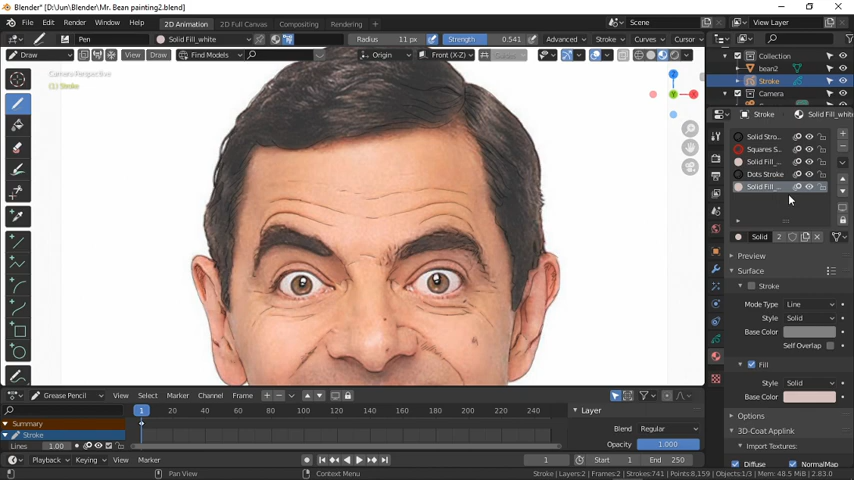 Blender* [D:\Jun\Blender\Mr. Bean painting2.blend]
File Edit Render Window Help 2D Animation 2D Full Canvas Compositing Rendering + Scene View Layer
Pen Solid Fill_white Radius 11 px Strength 0.541 Advanced Stroke Curves Cursor
Draw View Draw Find Models Origin Front (X-Z) Guides
Camera Perspective
(1) Stroke
Collection
bean2
Stroke
Camera
Stroke Solid Fill_whit
Solid Stro...
Squares S...
Solid Fill_...
Dots Stroke
Solid Fill_...
Solid 2
Preview
Surface
Stroke
Mode Type Line
Style Solid
Base Color
Self Overlap
Fill
Style Solid
Base Color
Options
3D-Coat Applink
Import Textures:
Diffuse NormalMap
Z
X
Y
Grease Pencil View Select Marker Channel Frame
1 20 40 60 80 100 120 140 160 180 200 220 240
Summary
Stroke
Lines 1.00
Layer
Blend Regular
Opacity 1.000
Playback Keying View Marker 1 Start 1 End 250
Pan View Context Menu Stroke | Layers:2 | Frames:2 | Strokes:741 | Points:8,159 | Objects:1/3 | Mem: 48.5 MiB | 2.83.0